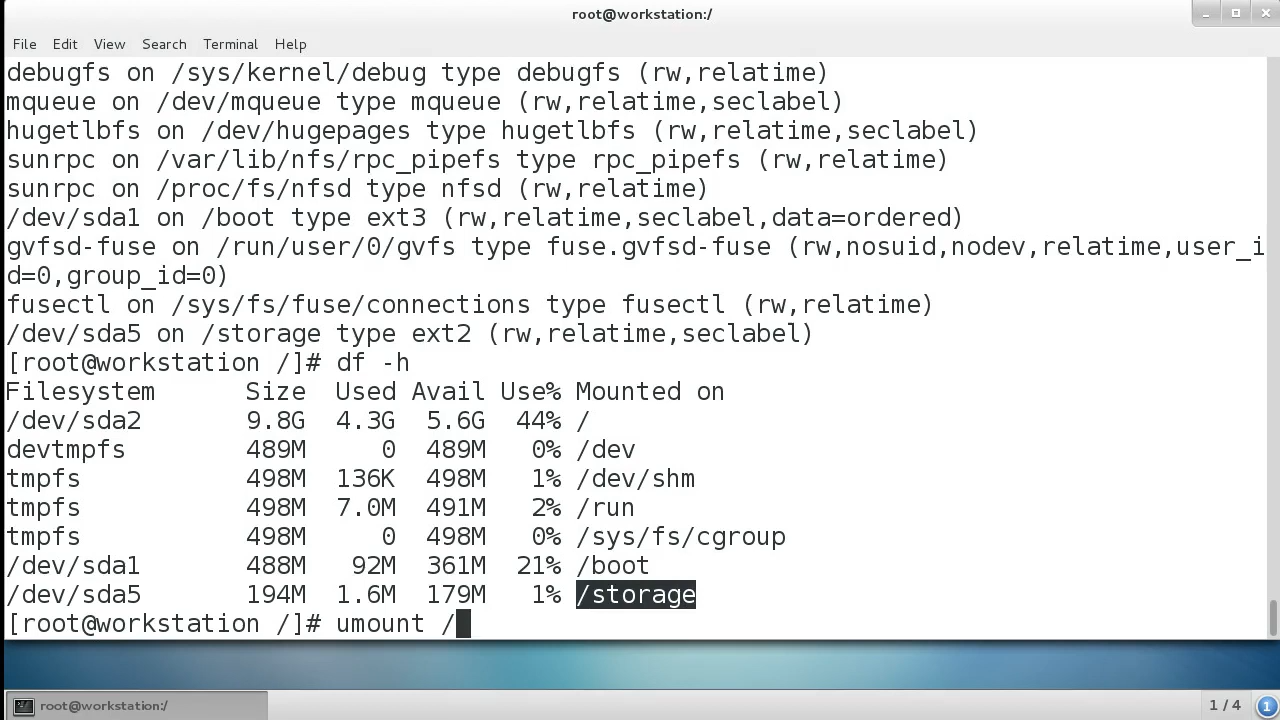 root@workstation:/
File Edit View Search Terminal Help
debugfs on /sys/kernel/debug type debugfs (rw,relatime)
mqueue on /dev/mqueue type mqueue (rw,relatime,seclabel)
hugetlbfs on /dev/hugepages type hugetlbfs (rw,relatime,seclabel)
sunrpc on /var/lib/nfs/rpc_pipefs type rpc_pipefs (rw,relatime)
sunrpc on /proc/fs/nfsd type nfsd (rw,relatime)
/dev/sda1 on /boot type ext3 (rw,relatime,seclabel,data=ordered)
gvfsd-fuse on /run/user/0/gvfs type fuse.gvfsd-fuse (rw,nosuid,nodev,relatime,user_i
d=0,group_id=0)
fusectl on /sys/fs/fuse/connections type fusectl (rw,relatime)
/dev/sda5 on /storage type ext2 (rw,relatime,seclabel)
[root@workstation /]# df -h
Filesystem      Size  Used Avail Use% Mounted on
/dev/sda2       9.8G  4.3G  5.6G  44% /
devtmpfs        489M     0  489M   0% /dev
tmpfs           498M  136K  498M   1% /dev/shm
tmpfs           498M  7.0M  491M   2% /run
tmpfs           498M     0  498M   0% /sys/fs/cgroup
/dev/sda1       488M   92M  361M  21% /boot
/dev/sda5       194M  1.6M  179M   1% /storage
[root@workstation /]# umount /
root@workstation:/
1 / 4
1